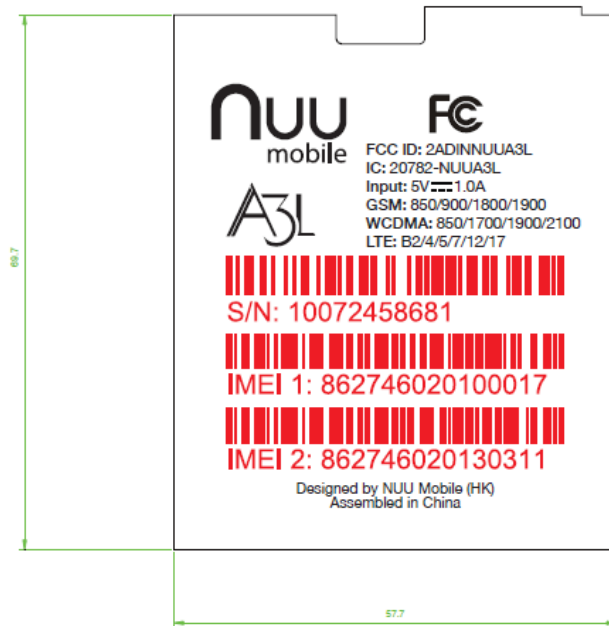 nuu
mobile
FC
A3L
FCC ID: 2ADINNUUA3L
IC: 20782-NUUA3L
Input: 5V⎓1.0A
GSM: 850/900/1800/1900
WCDMA: 850/1700/1900/2100
LTE: B2/4/5/7/12/17
S/N: 10072458681
IMEI 1: 862746020100017
IMEI 2: 862746020130311
Designed by NUU Mobile (HK)
Assembled in China
69.7
57.7